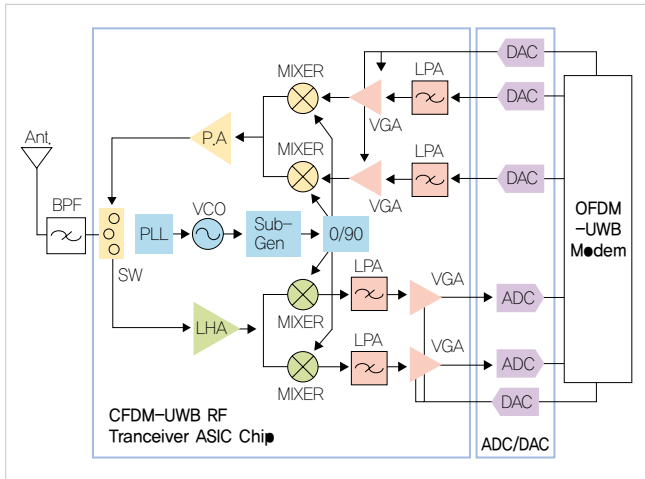 DAC
MIXER
LPA
DAC
VGA
Ant.
P.A
MIXER
LPA
DAC
VGA
BPF
SW
PLL
VCO
Sub-
Gen
0/90
OFDM
-UWB
Modem
LHA
MIXER
LPA
VGA
ADC
MIXER
LPA
VGA
ADC
DAC
CFDM-UWB RF
Tranceiver ASIC Chip
ADC/DAC